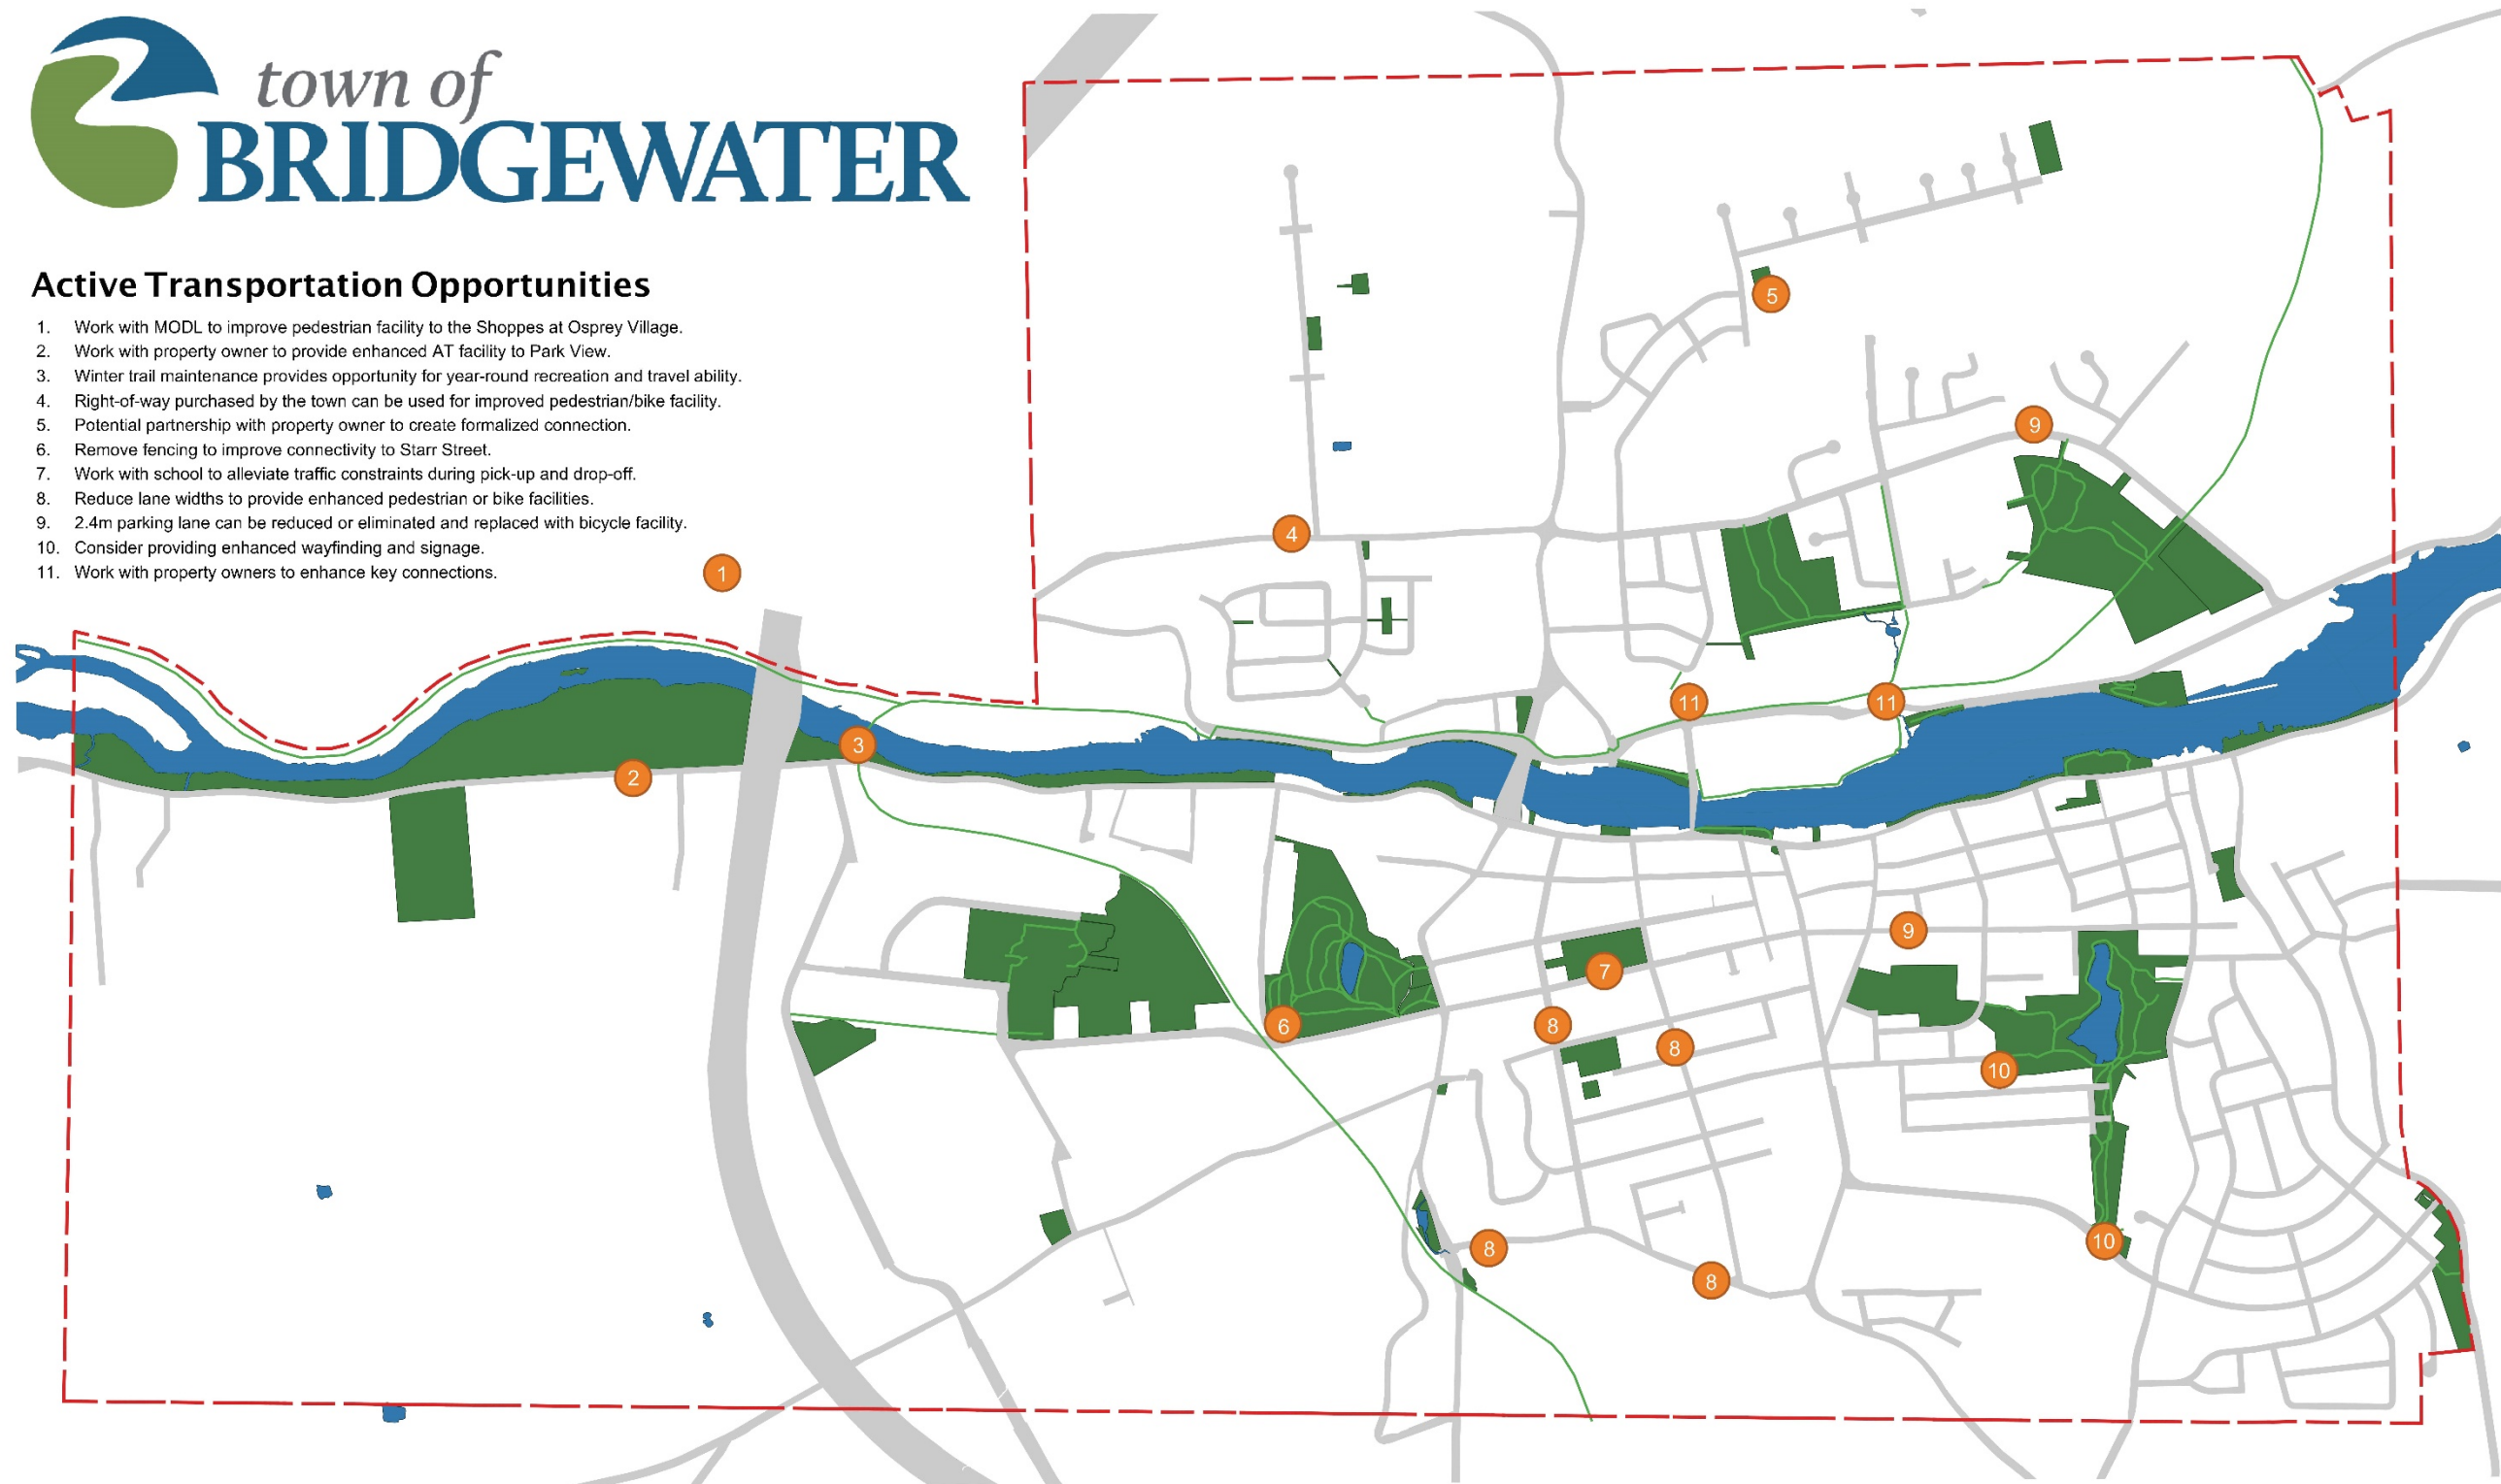 town of
BRIDGEWATER
Active Transportation Opportunities
1. Work with MODL to improve pedestrian facility to the Shoppes at Osprey Village.
2. Work with property owner to provide enhanced AT facility to Park View.
3. Winter trail maintenance provides opportunity for year-round recreation and travel ability.
4. Right-of-way purchased by the town can be used for improved pedestrian/bike facility.
5. Potential partnership with property owner to create formalized connection.
6. Remove fencing to improve connectivity to Starr Street.
7. Work with school to alleviate traffic constraints during pick-up and drop-off.
8. Reduce lane widths to provide enhanced pedestrian or bike facilities.
9. 2.4m parking lane can be reduced or eliminated and replaced with bicycle facility.
10. Consider providing enhanced wayfinding and signage.
11. Work with property owners to enhance key connections.
5
9
4
1
11
11
3
2
9
7
6
8
8
10
10
8
8